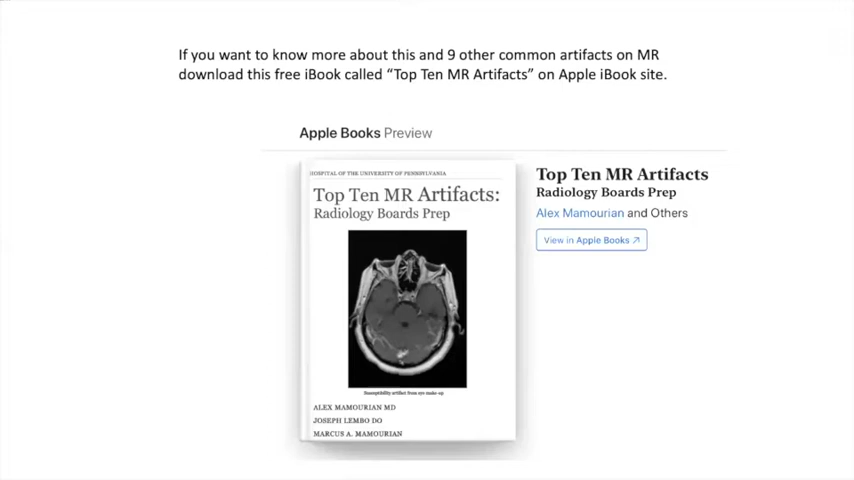 If you want to know more about this and 9 other common artifacts on MR
download this free iBook called “Top Ten MR Artifacts” on Apple iBook site.
Apple Books Preview
HOSPITAL OF THE UNIVERSITY OF PENNSYLVANIA
Top Ten MR Artifacts:
Radiology Boards Prep
Susceptibility artifact from eye make-up
ALEX MAMOURIAN MD
JOSEPH LEMBO DO
MARCUS A. MAMOURIAN
Top Ten MR Artifacts
Radiology Boards Prep
Alex Mamourian and Others
View in Apple Books ↗